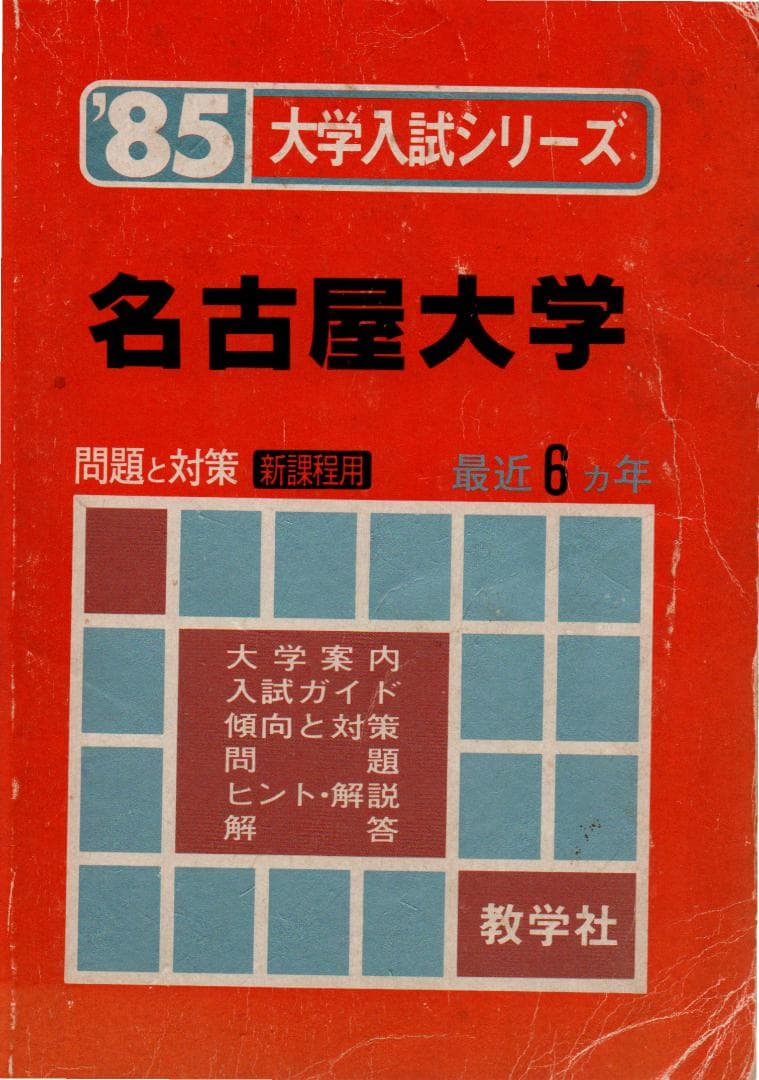 '85 大学入試シリーズ
名古屋大学
問題と対策 新課程用 最近6ヵ年
大学案内
入試ガイド
傾向と対策
問題
ヒント・解説
解答
教学社